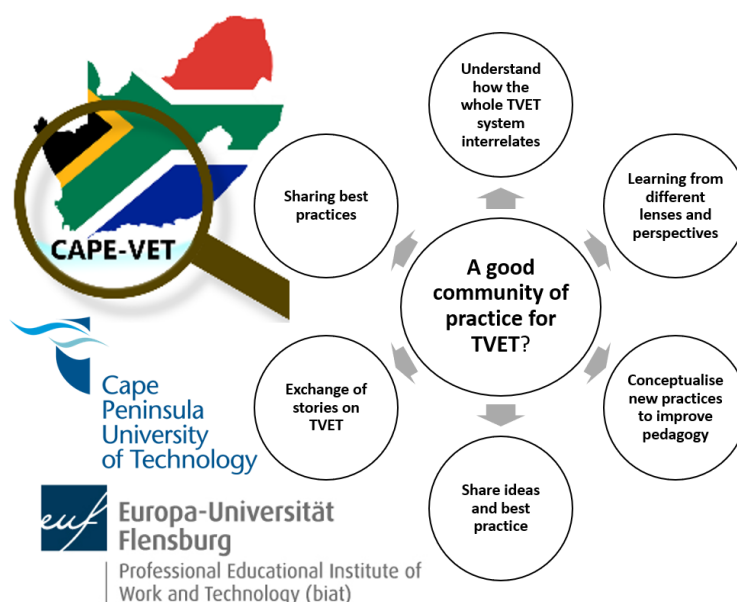 CAPE-VET
Cape
Peninsula
University
of Technology
euf
Europa-Universität
Flensburg
Professional Educational Institute of
Work and Technology (biat)
A good
community of
practice for
TVET?
Understand
how the
whole TVET
system
interrelates
Learning from
different
lenses and
perspectives
Conceptualise
new practices
to improve
pedagogy
Share ideas
and best
practice
Exchange of
stories on
TVET
Sharing best
practices